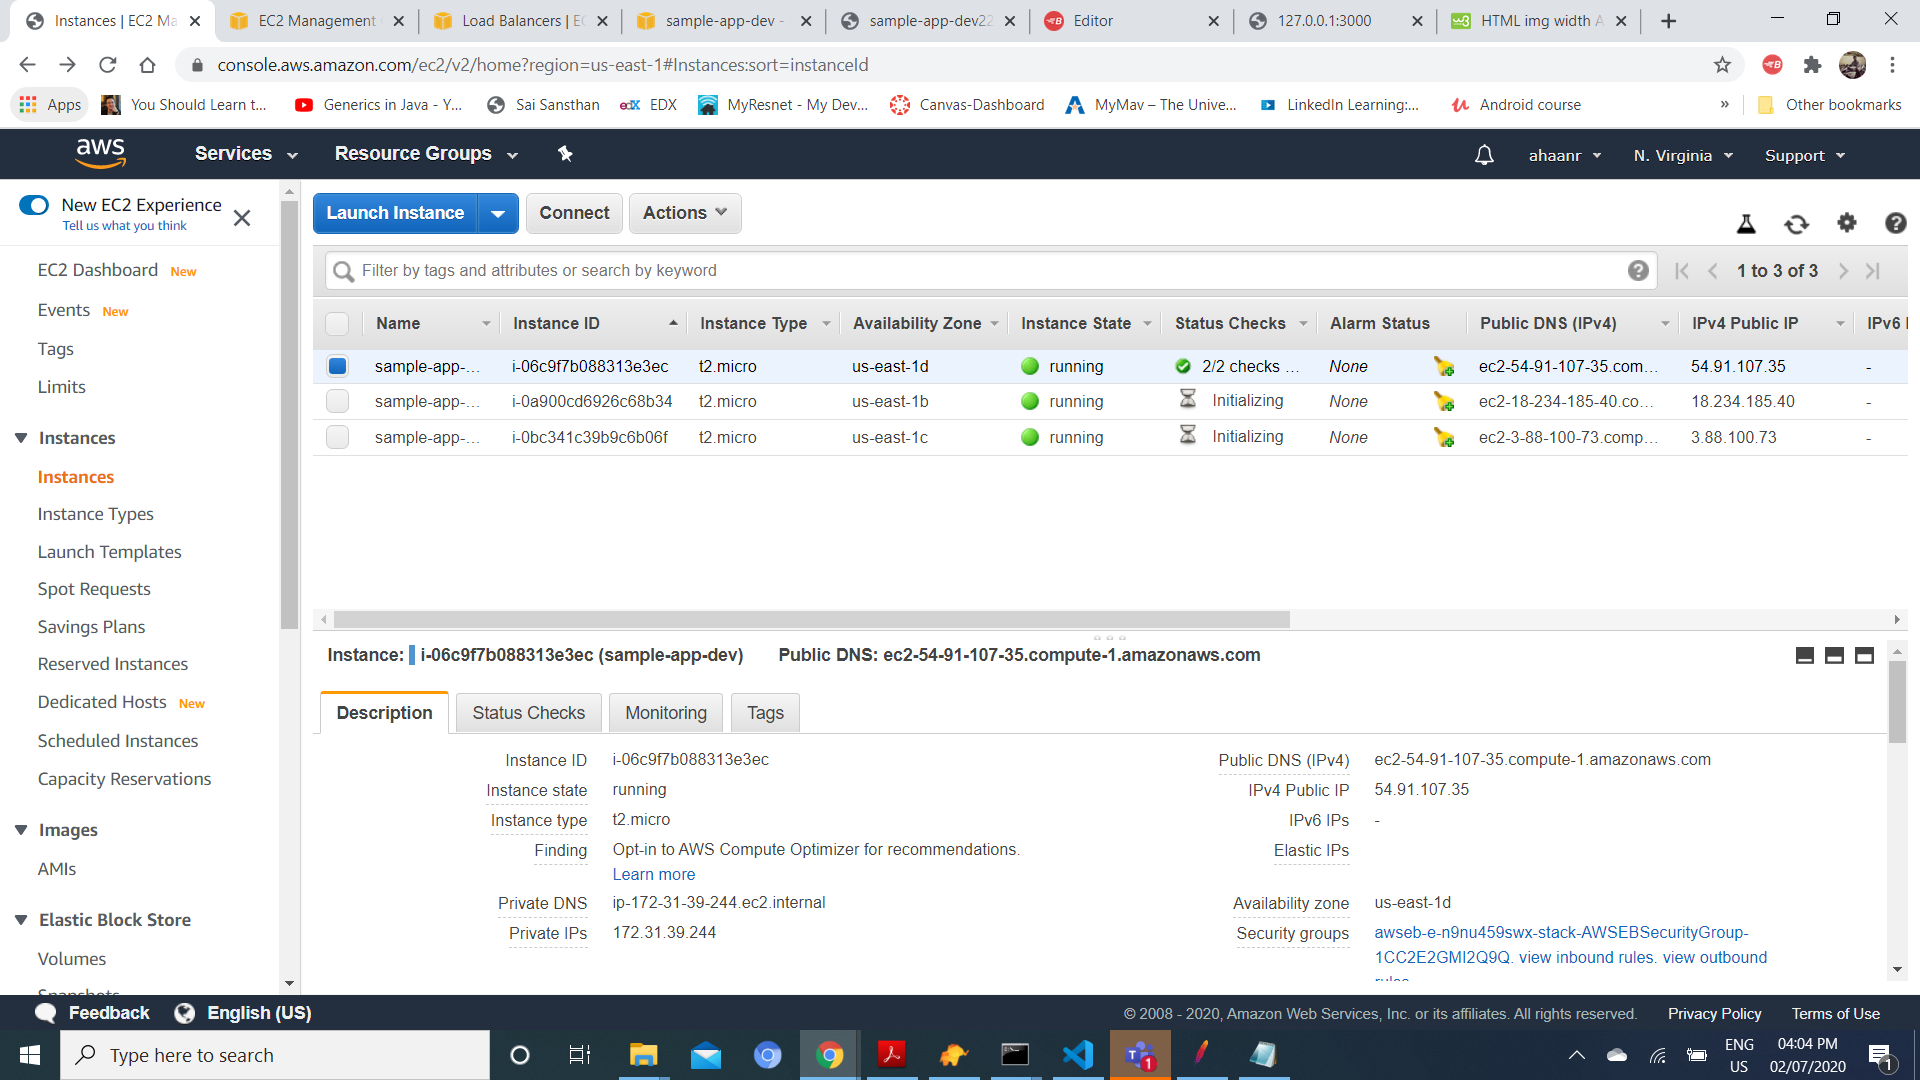 Instances | EC2 Ma
EC2 Management
Load Balancers | EC
sample-app-dev -
sample-app-dev22
Editor
127.0.0.1:3000
HTML img width A
console.aws.amazon.com/ec2/v2/home?region=us-east-1#Instances:sort=instanceId
Apps
You Should Learn t...
Generics in Java - Y...
Sai Sansthan
edX EDX
MyResnet - My Dev...
Canvas-Dashboard
MyMav – The Unive...
LinkedIn Learning:...
Android course
»
Other bookmarks
aws
Services
Resource Groups
ahaanr
N. Virginia
Support
New EC2 Experience
Tell us what you think
EC2 Dashboard New
Events New
Tags
Limits
Instances
Instances
Instance Types
Launch Templates
Spot Requests
Savings Plans
Reserved Instances
Dedicated Hosts New
Scheduled Instances
Capacity Reservations
Images
AMIs
Elastic Block Store
Volumes
Snapshots
Launch Instance
Connect
Actions
Filter by tags and attributes or search by keyword
1 to 3 of 3
Name Instance ID Instance Type Availability Zone Instance State Status Checks Alarm Status Public DNS (IPv4) IPv4 Public IP IPv6 I
sample-app-... i-06c9f7b088313e3ec t2.micro us-east-1d running 2/2 checks ... None ec2-54-91-107-35.com... 54.91.107.35 -
sample-app-... i-0a900cd6926c68b34 t2.micro us-east-1b running Initializing None ec2-18-234-185-40.co... 18.234.185.40 -
sample-app-... i-0bc341c39b9c6b06f t2.micro us-east-1c running Initializing None ec2-3-88-100-73.comp... 3.88.100.73 -
Instance: i-06c9f7b088313e3ec (sample-app-dev) Public DNS: ec2-54-91-107-35.compute-1.amazonaws.com
Description
Status Checks
Monitoring
Tags
Instance ID i-06c9f7b088313e3ec
Instance state running
Instance type t2.micro
Finding Opt-in to AWS Compute Optimizer for recommendations.
Learn more
Private DNS ip-172-31-39-244.ec2.internal
Private IPs 172.31.39.244
Public DNS (IPv4) ec2-54-91-107-35.compute-1.amazonaws.com
IPv4 Public IP 54.91.107.35
IPv6 IPs -
Elastic IPs
Availability zone us-east-1d
Security groups awseb-e-n9nu459swx-stack-AWSEBSecurityGroup-
1CC2E2GMI2Q9Q. view inbound rules. view outbound
rules
Feedback
English (US)
© 2008 - 2020, Amazon Web Services, Inc. or its affiliates. All rights reserved.
Privacy Policy
Terms of Use
Type here to search
1
ENG
US
04:04 PM
02/07/2020
1